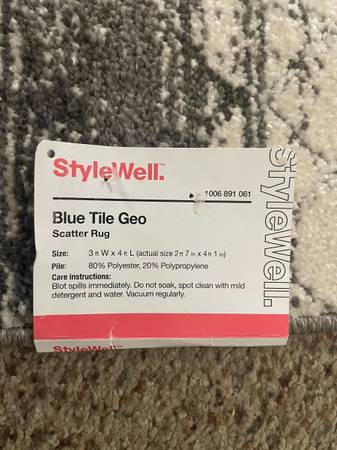 StyleWell.™
1006 891 061
StyleWell.
Blue Tile Geo
Scatter Rug
Size: 3 ft W x 4 ft L (actual size 2 ft 7 in x 4 ft 1 in)
Pile: 80% Polyester, 20% Polypropylene
Care instructions:
Blot spills immediately. Do not soak, spot clean with mild
detergent and water. Vacuum regularly.
StyleWell